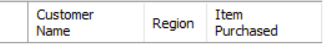 Customer
Name
Region
Item
Purchased